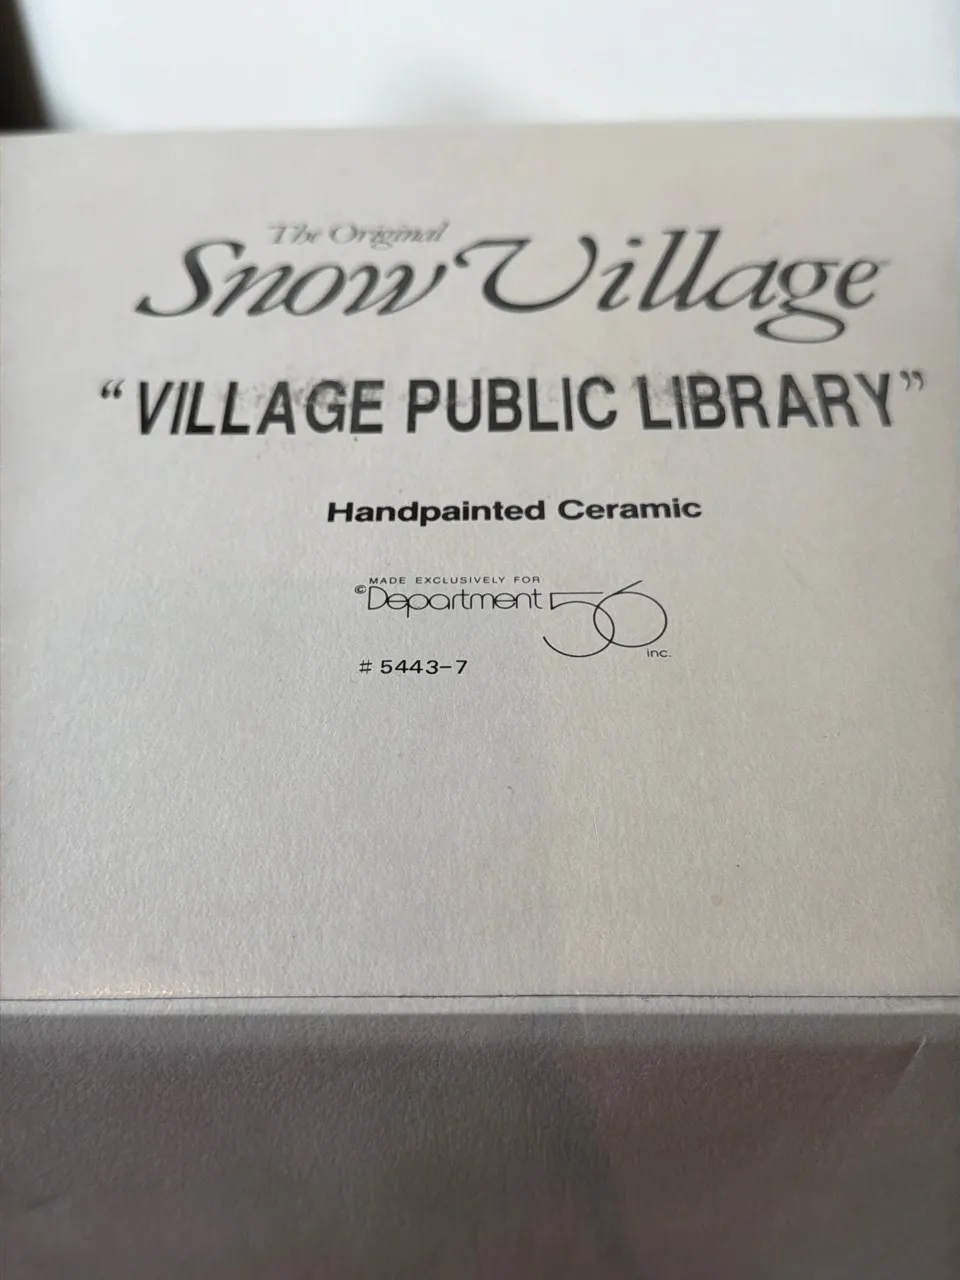 The Original
Snow Village
“VILLAGE PUBLIC LIBRARY”
Handpainted Ceramic
MADE EXCLUSIVELY FOR
©Department 56
inc.
# 5443-7